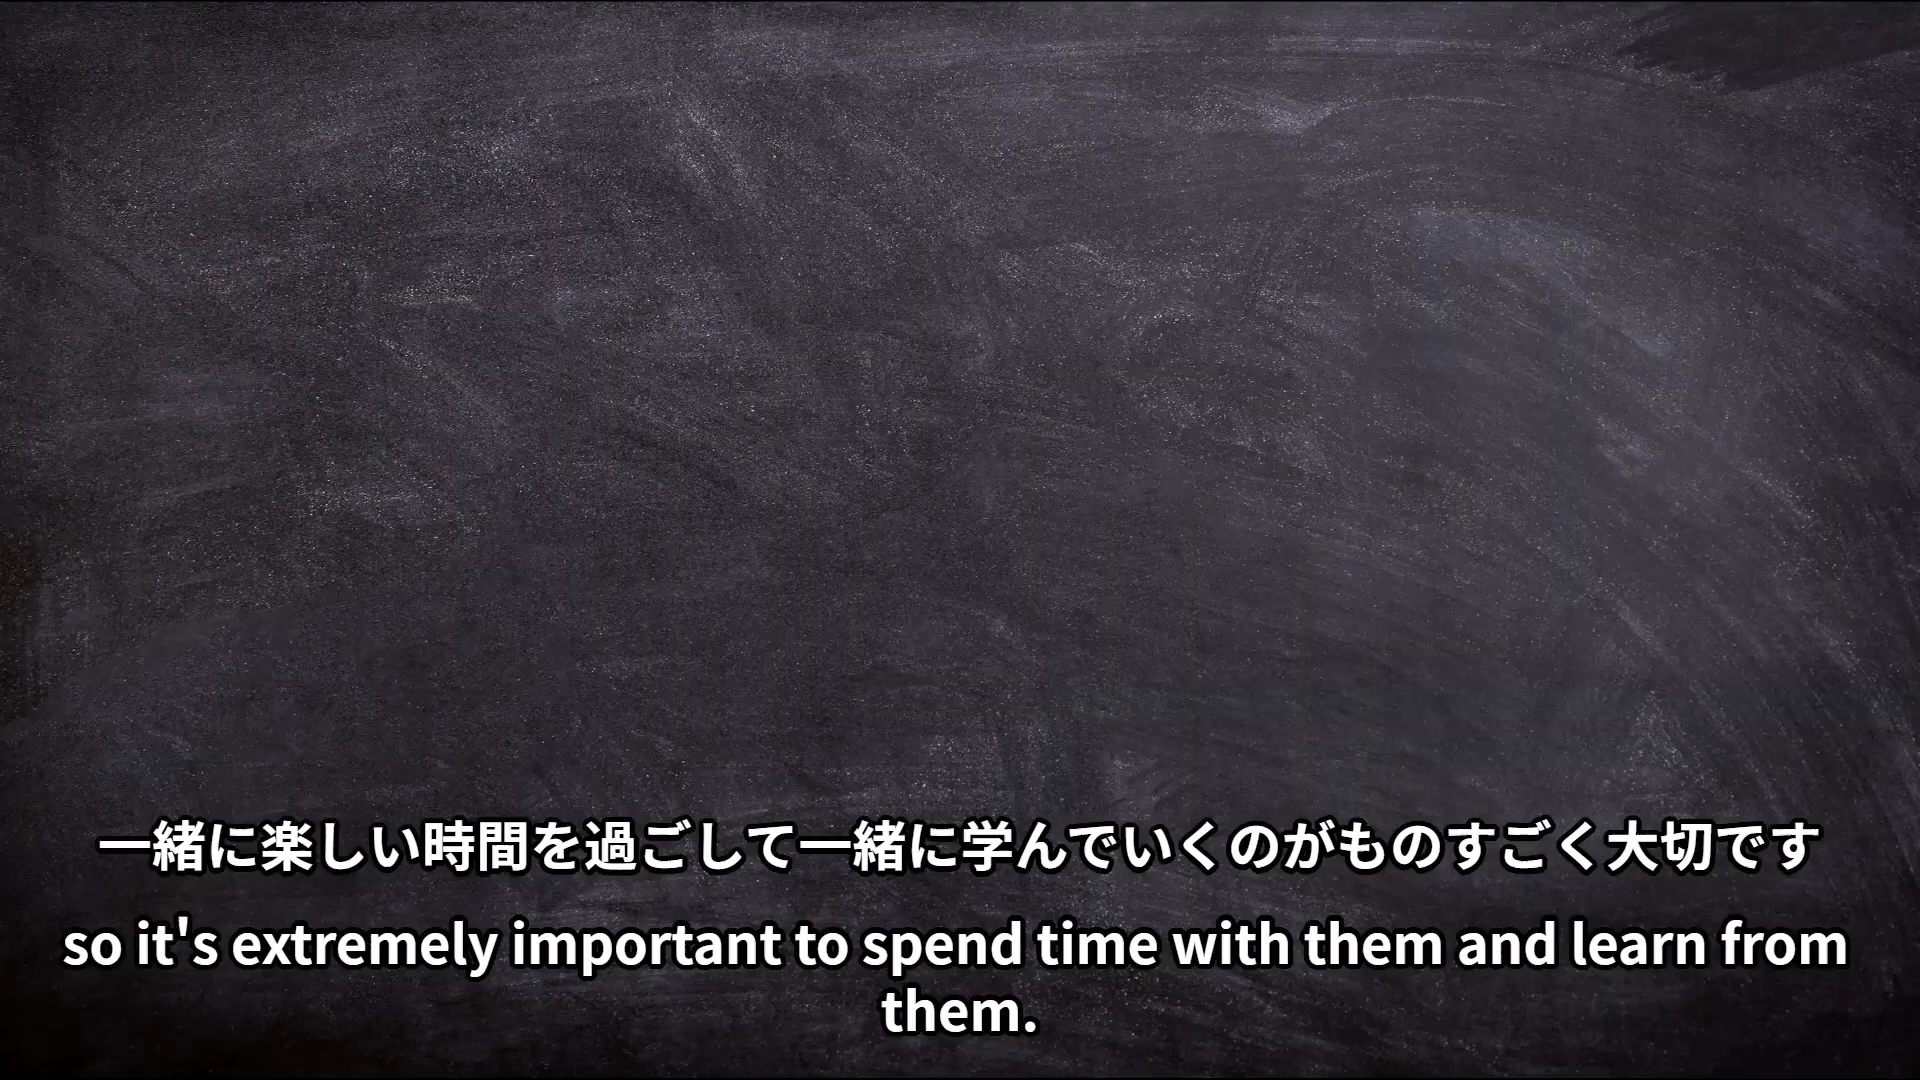 一緒に楽しい時間を過ごして一緒に学んでいくのがものすごく大切です
so it's extremely important to spend time with them and learn from
them.